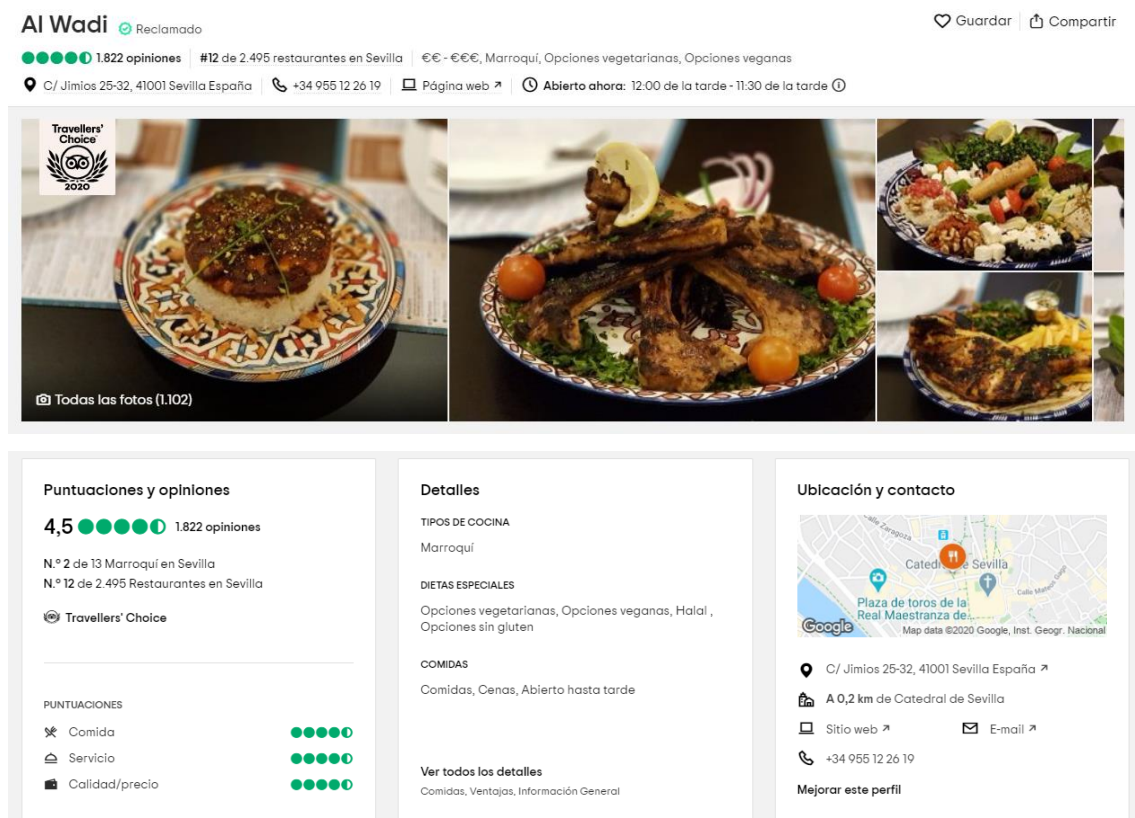 Al Wadi Reclamado
Guardar Compartir
1.822 opiniones #12 de 2.495 restaurantes en Sevilla €€ - €€€, Marroquí, Opciones vegetarianas, Opciones veganas
C/ Jimios 25-32, 41001 Sevilla España +34 955 12 26 19 Página web Abierto ahora: 12:00 de la tarde - 11:30 de la tarde
Travellers'
Choice
2020
Todas las fotos (1.102)
Puntuaciones y opiniones
4,5 1.822 opiniones
N.º 2 de 13 Marroquí en Sevilla
N.º 12 de 2.495 Restaurantes en Sevilla
Travellers' Choice
PUNTUACIONES
Comida
Servicio
Calidad/precio
Detalles
TIPOS DE COCINA
Marroquí
DIETAS ESPECIALES
Opciones vegetarianas, Opciones veganas, Halal ,
Opciones sin gluten
COMIDAS
Comidas, Cenas, Abierto hasta tarde
Ver todos los detalles
Comidas, Ventajas, Información General
Ubicación y contacto
Calle Zaragoza
Sevilla
Plaza de toros de la
Real Maestranza de...
Google
Map data ©2020 Google, Inst. Geogr. Nacional
C/ Jimios 25-32, 41001 Sevilla España
A 0,2 km de Catedral de Sevilla
Sitio web E-mail
+34 955 12 26 19
Mejorar este perfil